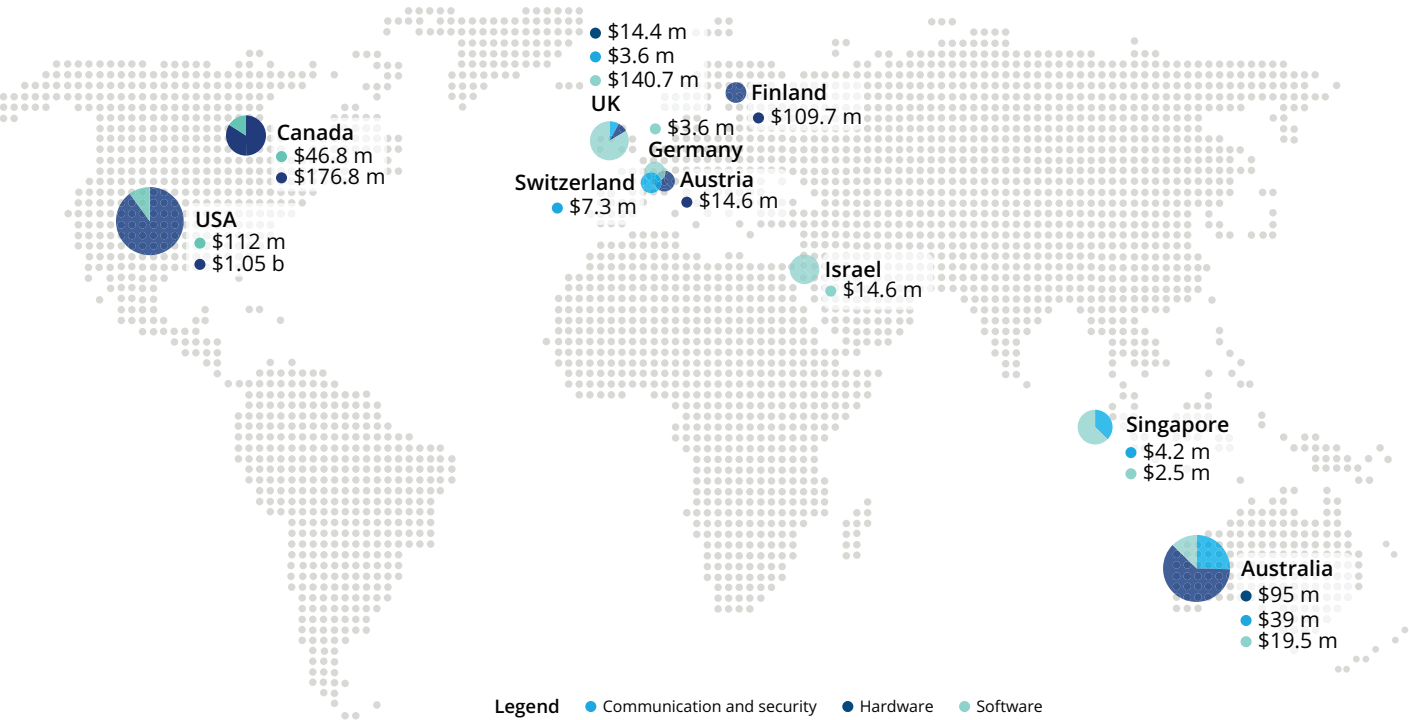 $14.4 m
$3.6 m
$140.7 m
UK
Finland
$109.7 m
$3.6 m
Germany
Canada
$46.8 m
$176.8 m
Switzerland
$7.3 m
Austria
$14.6 m
USA
$112 m
$1.05 b
Israel
$14.6 m
Singapore
$4.2 m
$2.5 m
Australia
$95 m
$39 m
$19.5 m
Legend Communication and security Hardware Software